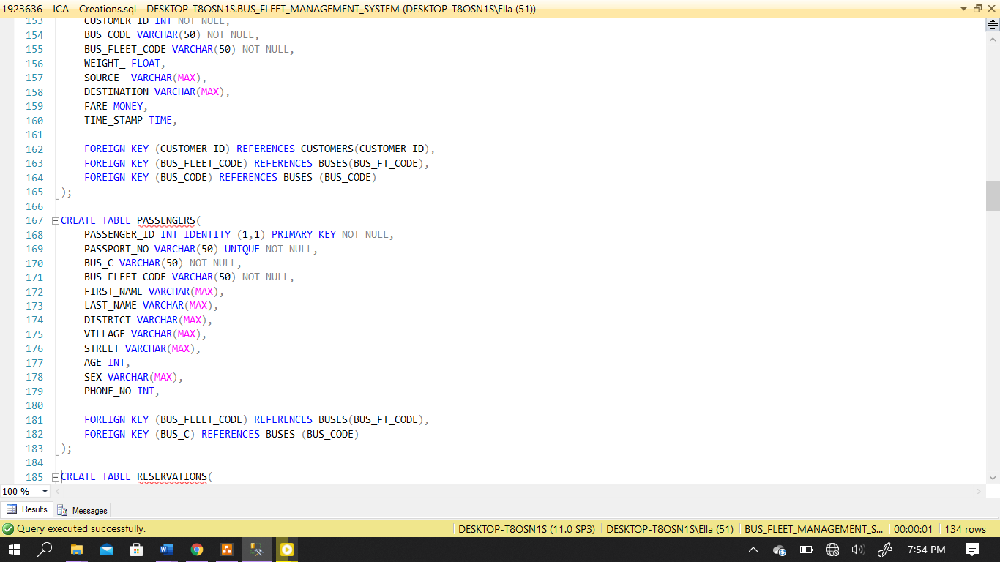 1923636 - ICA - Creations.sql - DESKTOP-T8OSN1S.BUS_FLEET_MANAGEMENT_SYSTEM (DESKTOP-T8OSN1S\Ella (51))
153 CUSTOMER_ID INT NOT NULL,
154 BUS_CODE VARCHAR(50) NOT NULL,
155 BUS_FLEET_CODE VARCHAR(50) NOT NULL,
156 WEIGHT_ FLOAT,
157 SOURCE_ VARCHAR(MAX),
158 DESTINATION VARCHAR(MAX),
159 FARE MONEY,
160 TIME_STAMP TIME,
161
162 FOREIGN KEY (CUSTOMER_ID) REFERENCES CUSTOMERS(CUSTOMER_ID),
163 FOREIGN KEY (BUS_FLEET_CODE) REFERENCES BUSES(BUS_FT_CODE),
164 FOREIGN KEY (BUS_CODE) REFERENCES BUSES (BUS_CODE)
165 );
166
167 CREATE TABLE PASSENGERS(
168 PASSENGER_ID INT IDENTITY (1,1) PRIMARY KEY NOT NULL,
169 PASSPORT_NO VARCHAR(50) UNIQUE NOT NULL,
170 BUS_C VARCHAR(50) NOT NULL,
171 BUS_FLEET_CODE VARCHAR(50) NOT NULL,
172 FIRST_NAME VARCHAR(MAX),
173 LAST_NAME VARCHAR(MAX),
174 DISTRICT VARCHAR(MAX),
175 VILLAGE VARCHAR(MAX),
176 STREET VARCHAR(MAX),
177 AGE INT,
178 SEX VARCHAR(MAX),
179 PHONE_NO INT,
180
181 FOREIGN KEY (BUS_FLEET_CODE) REFERENCES BUSES(BUS_FT_CODE),
182 FOREIGN KEY (BUS_C) REFERENCES BUSES (BUS_CODE)
183 );
184
185 CREATE TABLE RESERVATIONS(
100 %
Results Messages
Query executed successfully. DESKTOP-T8OSN1S (11.0 SP3) DESKTOP-T8OSN1S\Ella (51) BUS_FLEET_MANAGEMENT_S... 00:00:01 134 rows
7:54 PM